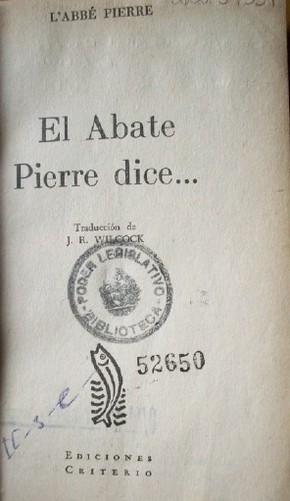 L'ABBÉ PIERRE
El Abate
Pierre dice...
Traducción de
J. R. WILCOCK
PODER LEGISLATIVO
BIBLIOTECA
52650
EDICIONES
CRITERIO